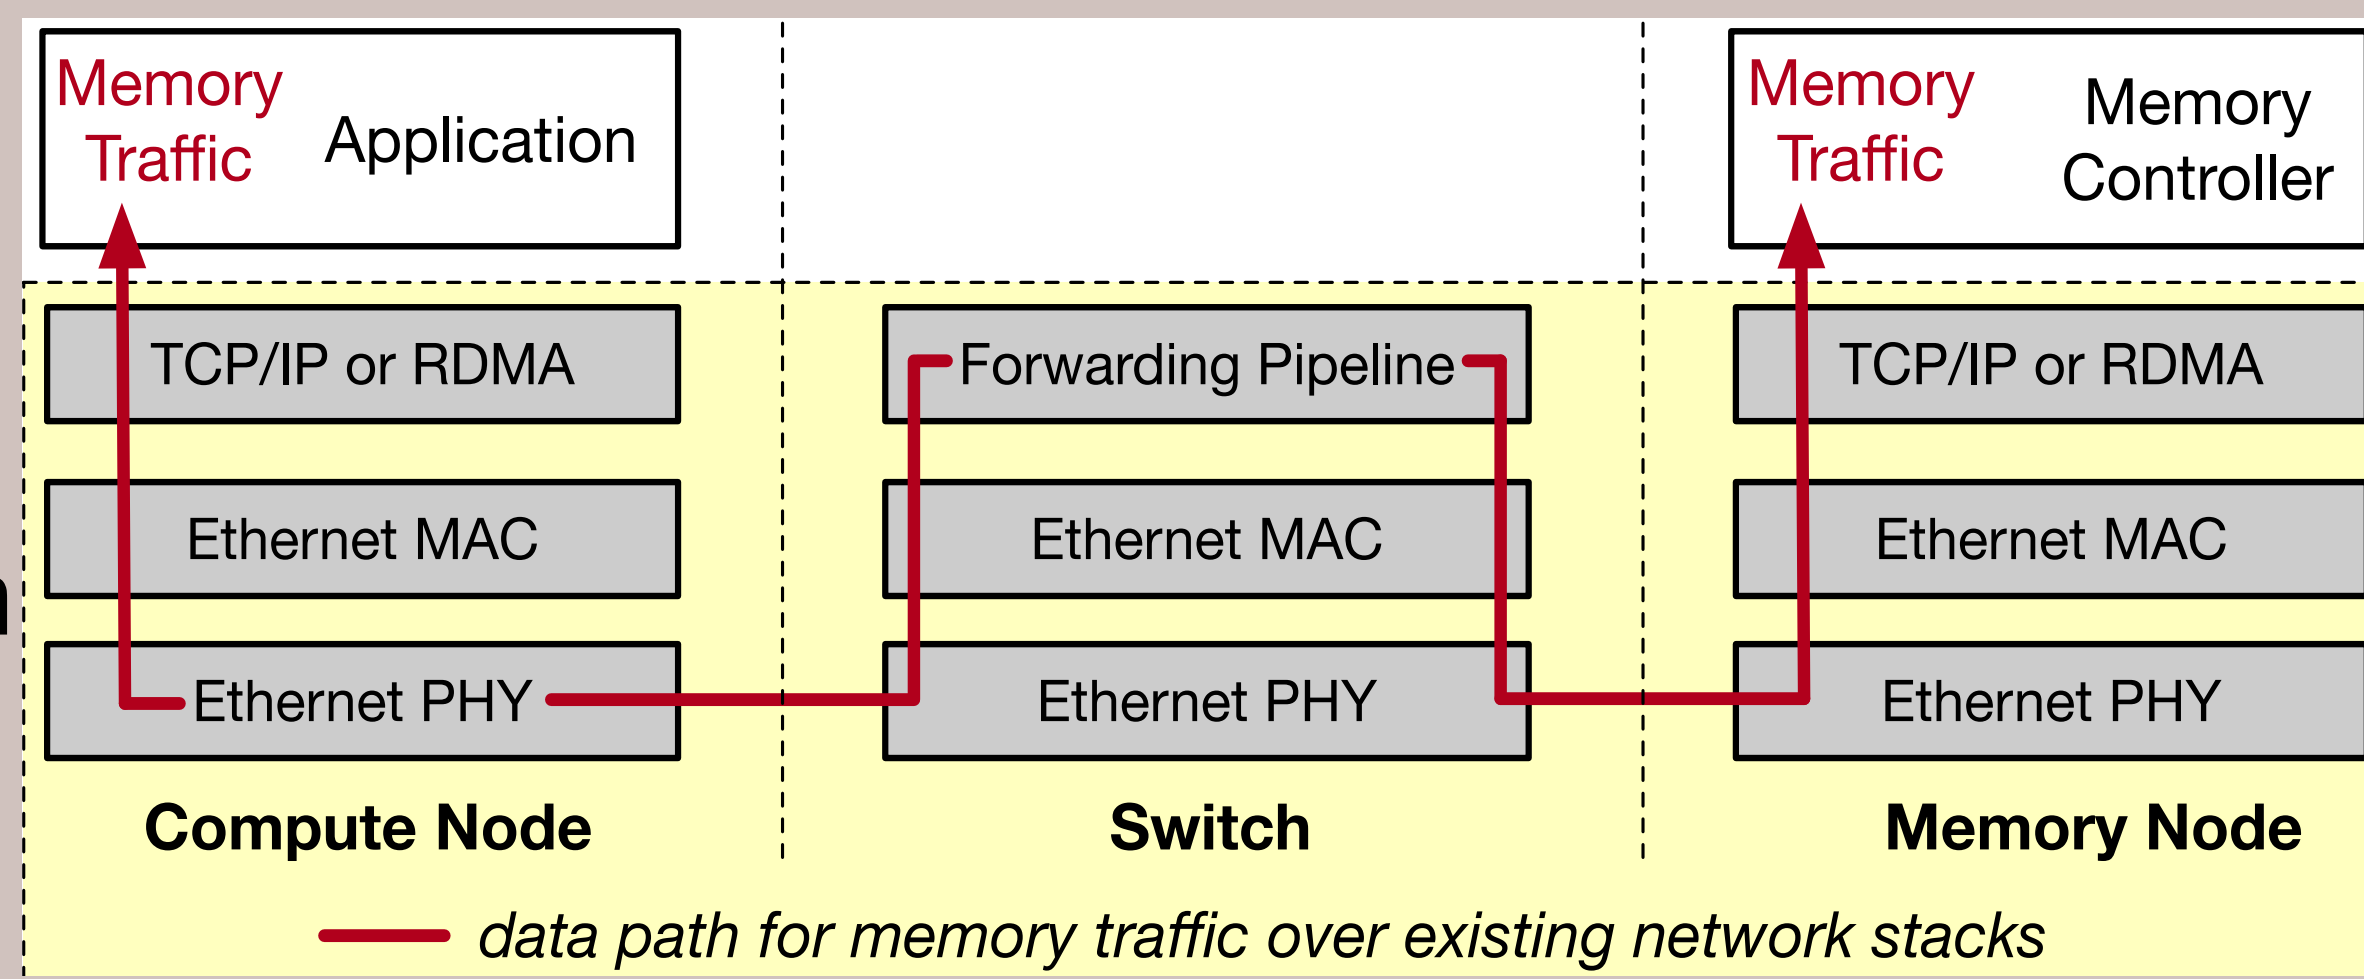 Memory
Traffic
Application
Memory
Traffic
Memory
Controller
TCP/IP or RDMA
Forwarding Pipeline
TCP/IP or RDMA
Ethernet MAC
Ethernet MAC
Ethernet MAC
Ethernet PHY
Ethernet PHY
Ethernet PHY
Compute Node
Switch
Memory Node
data path for memory traffic over existing network stacks